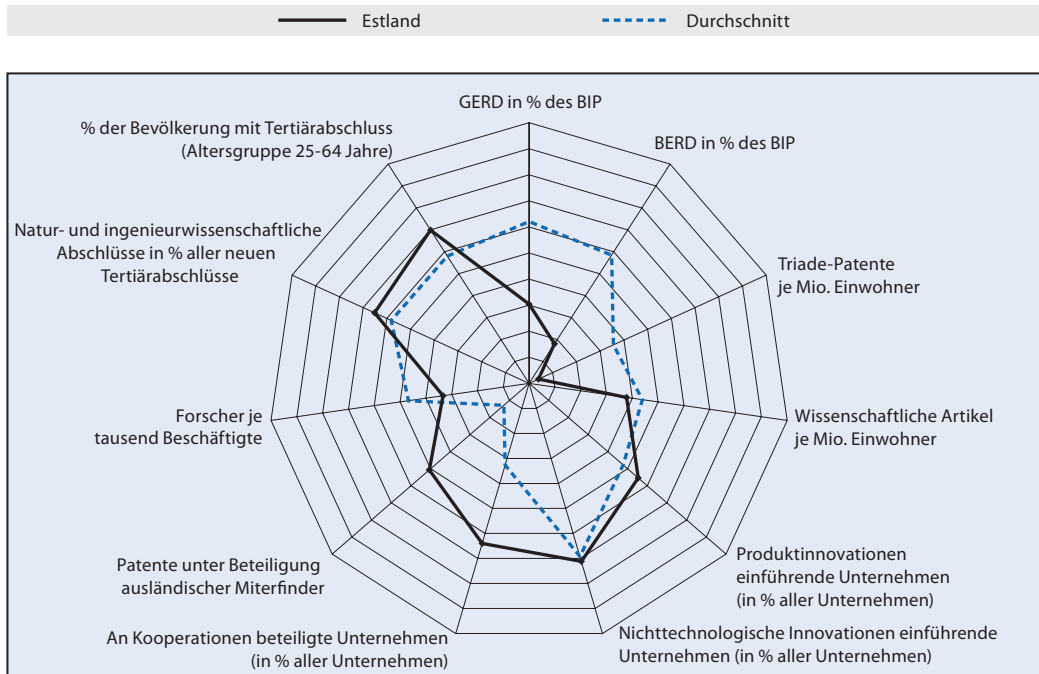 Estland
Durchschnitt
GERD in % des BIP
BERD in % des BIP
Triade-Patente
je Mio. Einwohner
Wissenschaftliche Artikel
je Mio. Einwohner
Produktinnovationen
einführende Unternehmen
(in % aller Unternehmen)
Nichttechnologische Innovationen einführende
Unternehmen (in % aller Unternehmen)
An Kooperationen beteiligte Unternehmen
(in % aller Unternehmen)
Patente unter Beteiligung
ausländischer Miterfinder
Forscher je
tausend Beschäftigte
Natur- und ingenieurwissenschaftliche
Abschlüsse in % aller neuen
Tertiärabschlüsse
% der Bevölkerung mit Tertiärabschluss
(Altersgruppe 25-64 Jahre)